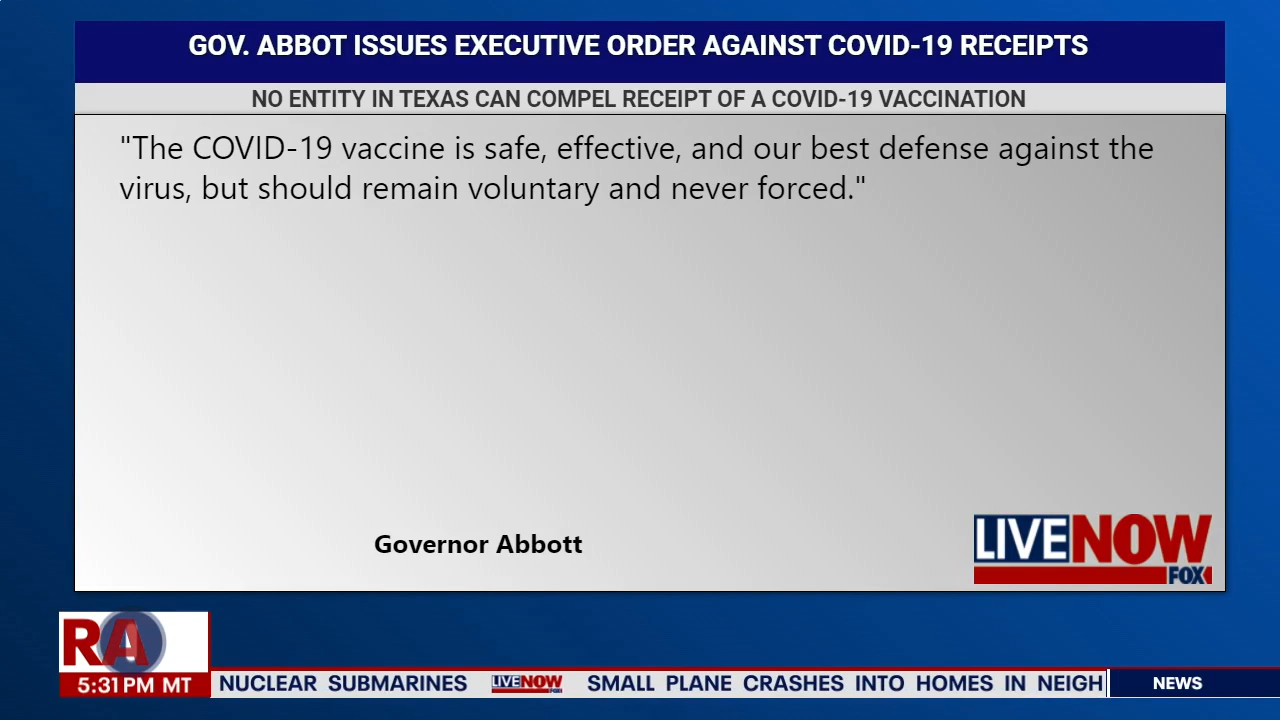 GOV. ABBOT ISSUES EXECUTIVE ORDER AGAINST COVID-19 RECEIPTS
NO ENTITY IN TEXAS CAN COMPEL RECEIPT OF A COVID-19 VACCINATION
"The COVID-19 vaccine is safe, effective, and our best defense against the
virus, but should remain voluntary and never forced."
Governor Abbott
LIVENOW
FOX
RA
5:31 PM MT
NUCLEAR SUBMARINES LIVENOW FOX SMALL PLANE CRASHES INTO HOMES IN NEIGH
NEWS